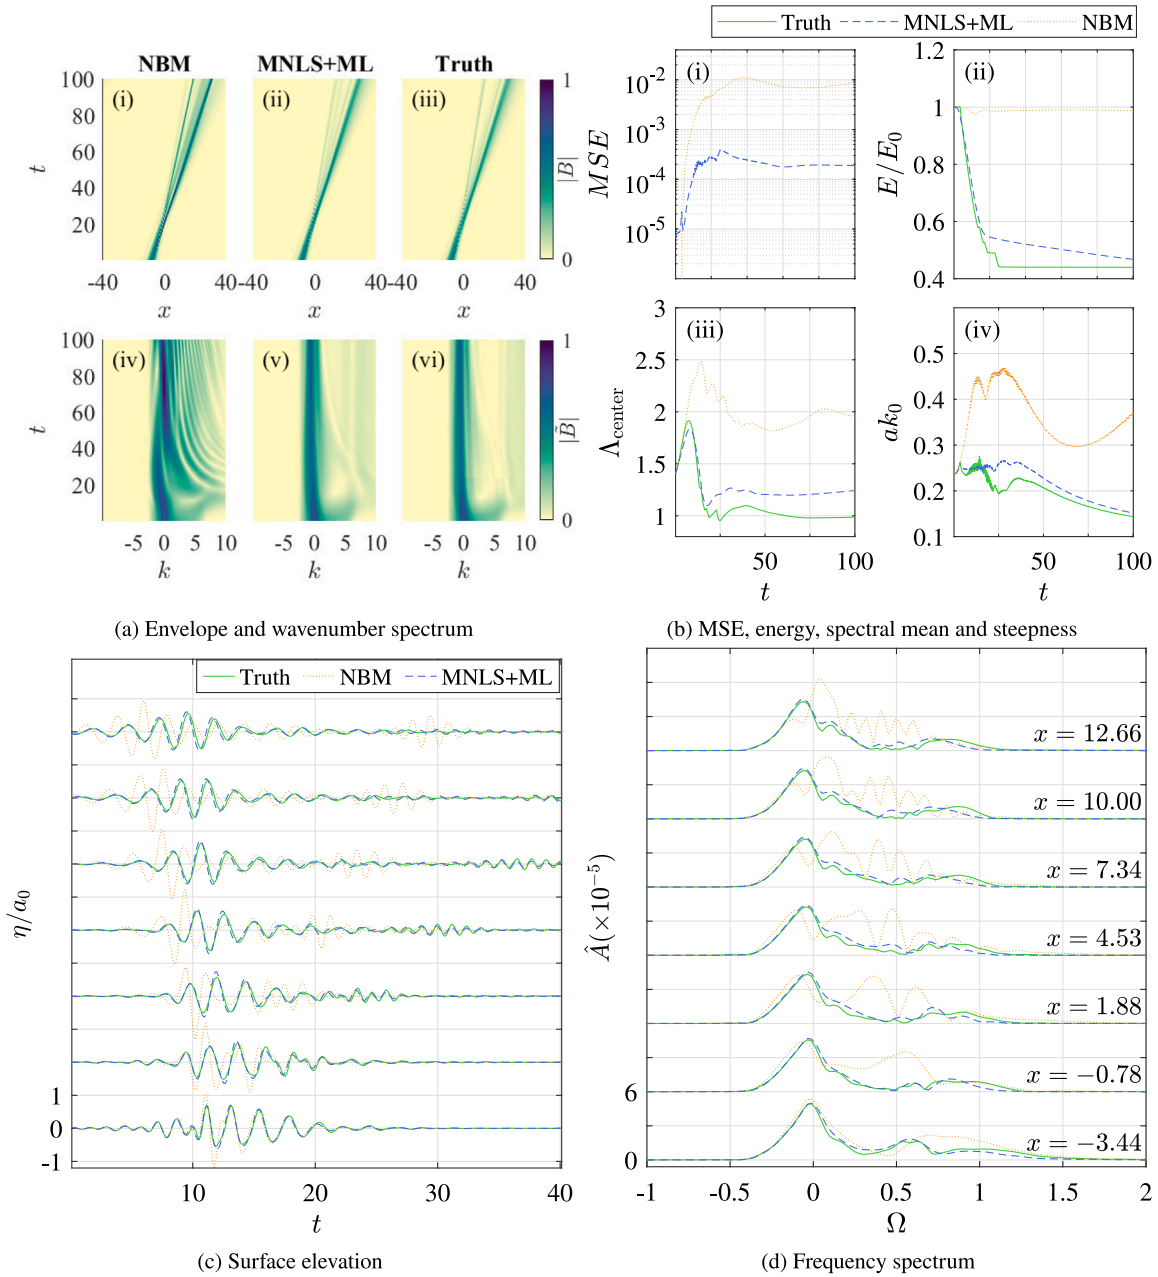 Truth MNLS+ML NBM
NBM MNLS+ML Truth
(i) (ii) (iii)
100
80
60
40
20
t
-40 0 40
-40 0 40
-40 0 40
x x x
1
|B|
0
(iv) (v) (vi)
100
80
60
40
20
t
-5 0 5 10
-5 0 5 10
-5 0 5 10
k k k
1
|B̃|
0
(a) Envelope and wavenumber spectrum
(i)
MSE
10⁻²
10⁻³
10⁻⁴
10⁻⁵
(ii)
E/E₀
1.2
1
0.8
0.6
0.4
(iii)
Λcenter
3
2.5
2
1.5
1
50 100
t
(iv)
ak₀
0.5
0.4
0.3
0.2
0.1
50 100
t
(b) MSE, energy, spectral mean and steepness
Truth NBM MNLS+ML
η/a₀
1
0
-1
10 20 30 40
t
(c) Surface elevation
x = 12.66
x = 10.00
x = 7.34
x = 4.53
x = 1.88
x = −0.78
x = −3.44
Â(×10⁻⁵)
6
0
-1 -0.5 0 0.5 1 1.5 2
Ω
(d) Frequency spectrum